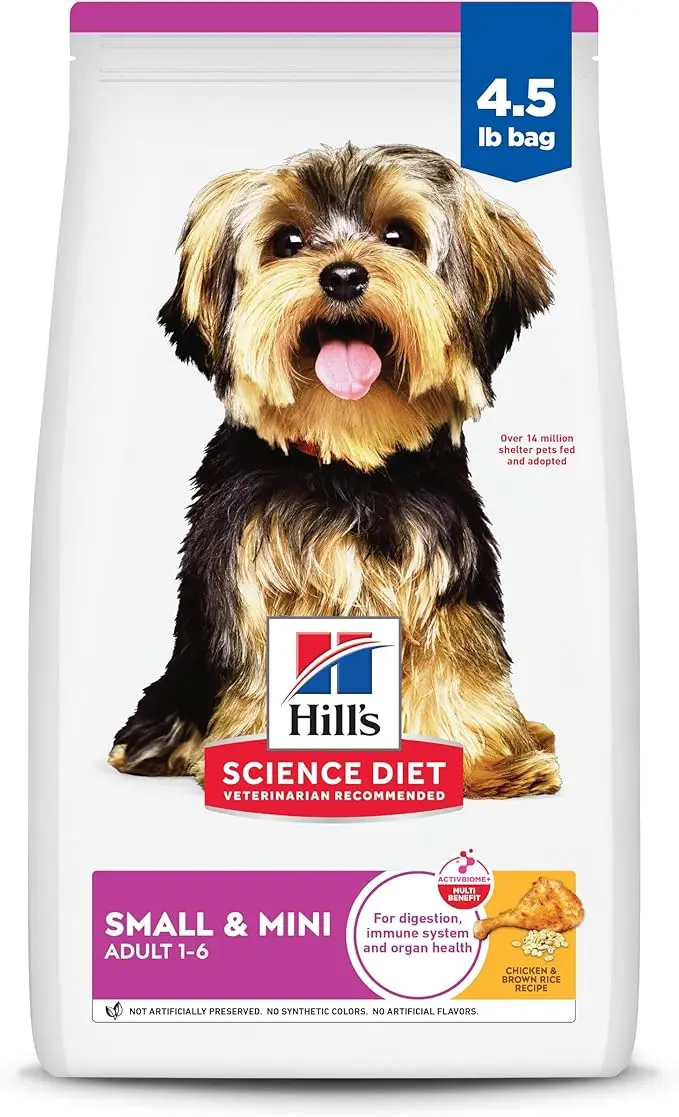 4.5
lb bag
Over 14 million
shelter pets fed
and adopted
Hill's
SCIENCE DIET
VETERINARIAN RECOMMENDED
ACTIVBIOME+
MULTI
BENEFIT
SMALL & MINI
ADULT 1-6
For digestion,
immune system
and organ health
CHICKEN &
BROWN RICE
RECIPE
NOT ARTIFICIALLY PRESERVED. NO SYNTHETIC COLORS. NO ARTIFICIAL FLAVORS.